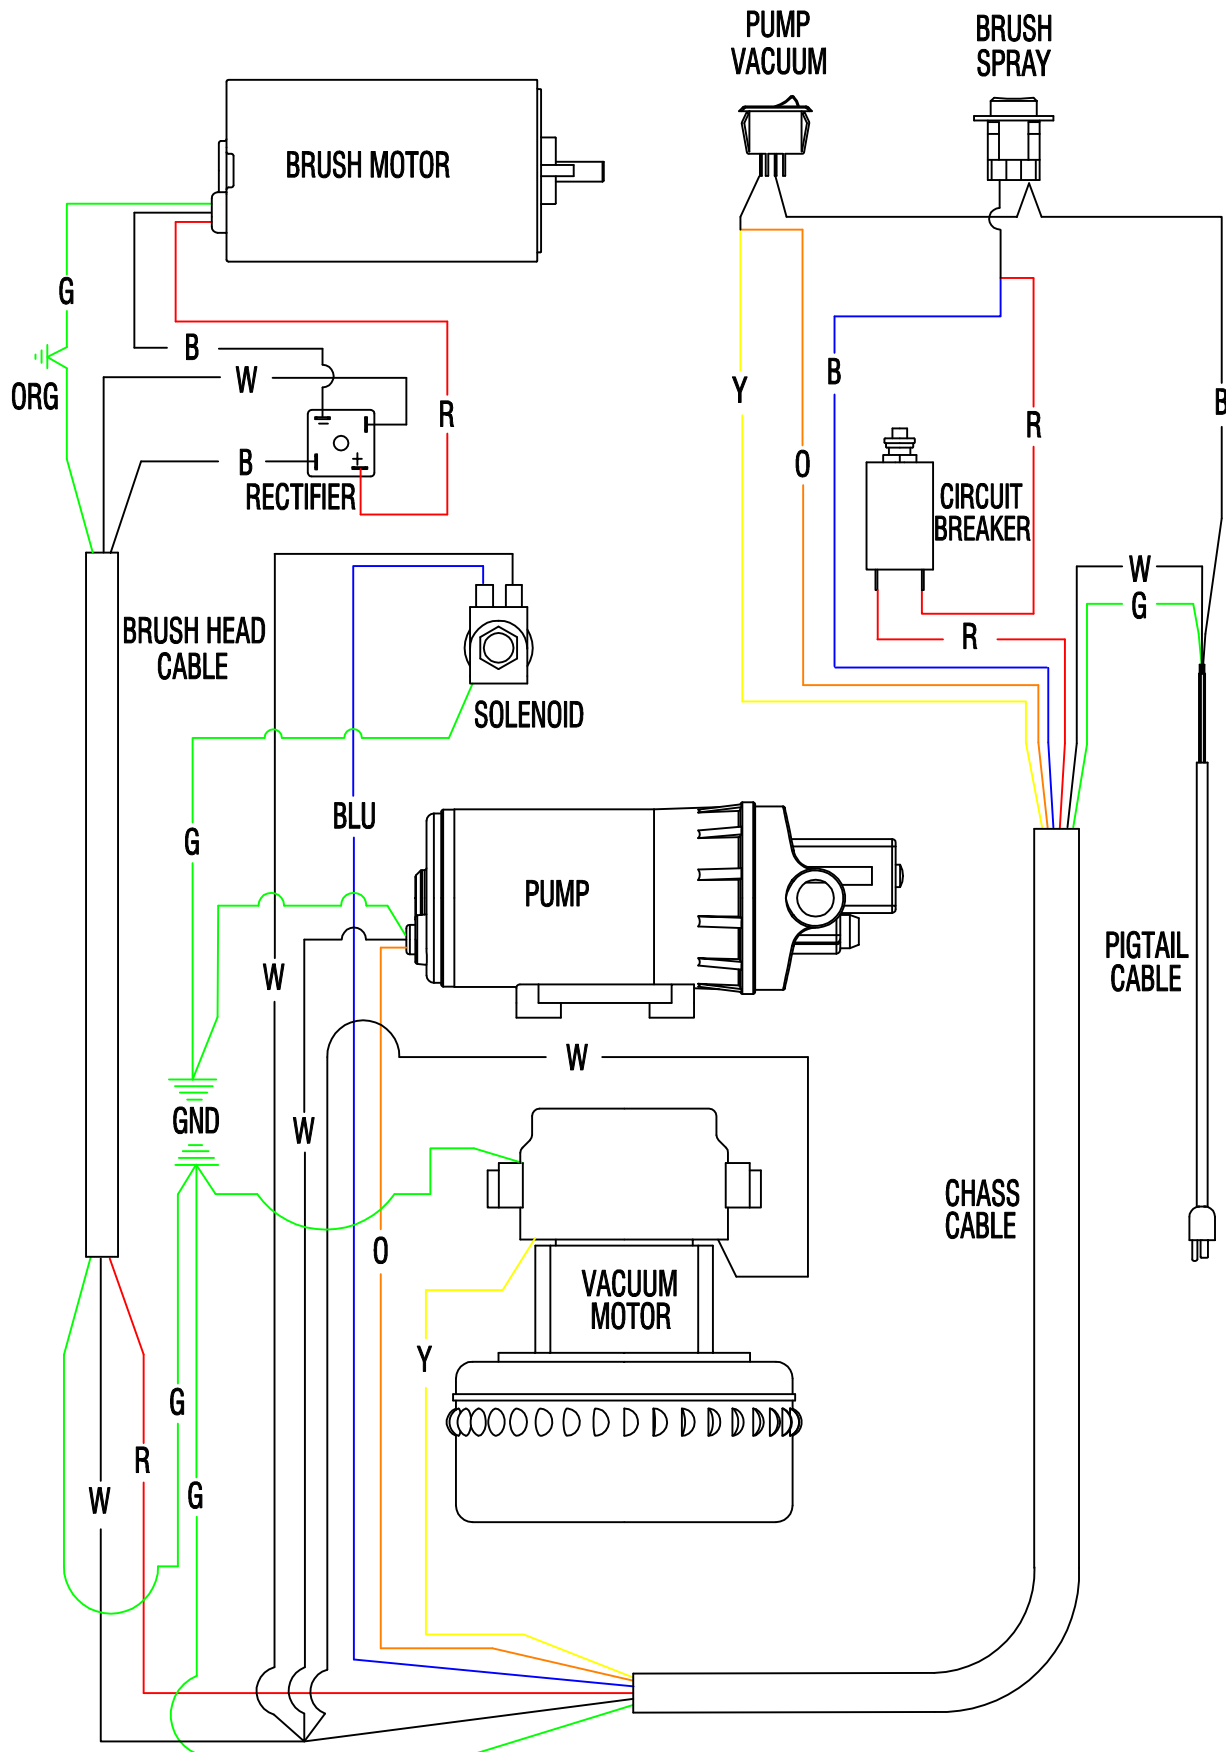 PUMP
VACUUM
BRUSH
SPRAY
BRUSH MOTOR
G
B
W
ORG
R
B
RECTIFIER
Y
B
B
R
O
CIRCUIT
BREAKER
W
G
R
BRUSH HEAD
CABLE
SOLENOID
BLU
G
PUMP
W
PIGTAIL
CABLE
W
GND
W
CHASS
CABLE
O
VACUUM
MOTOR
Y
G
R
W
G